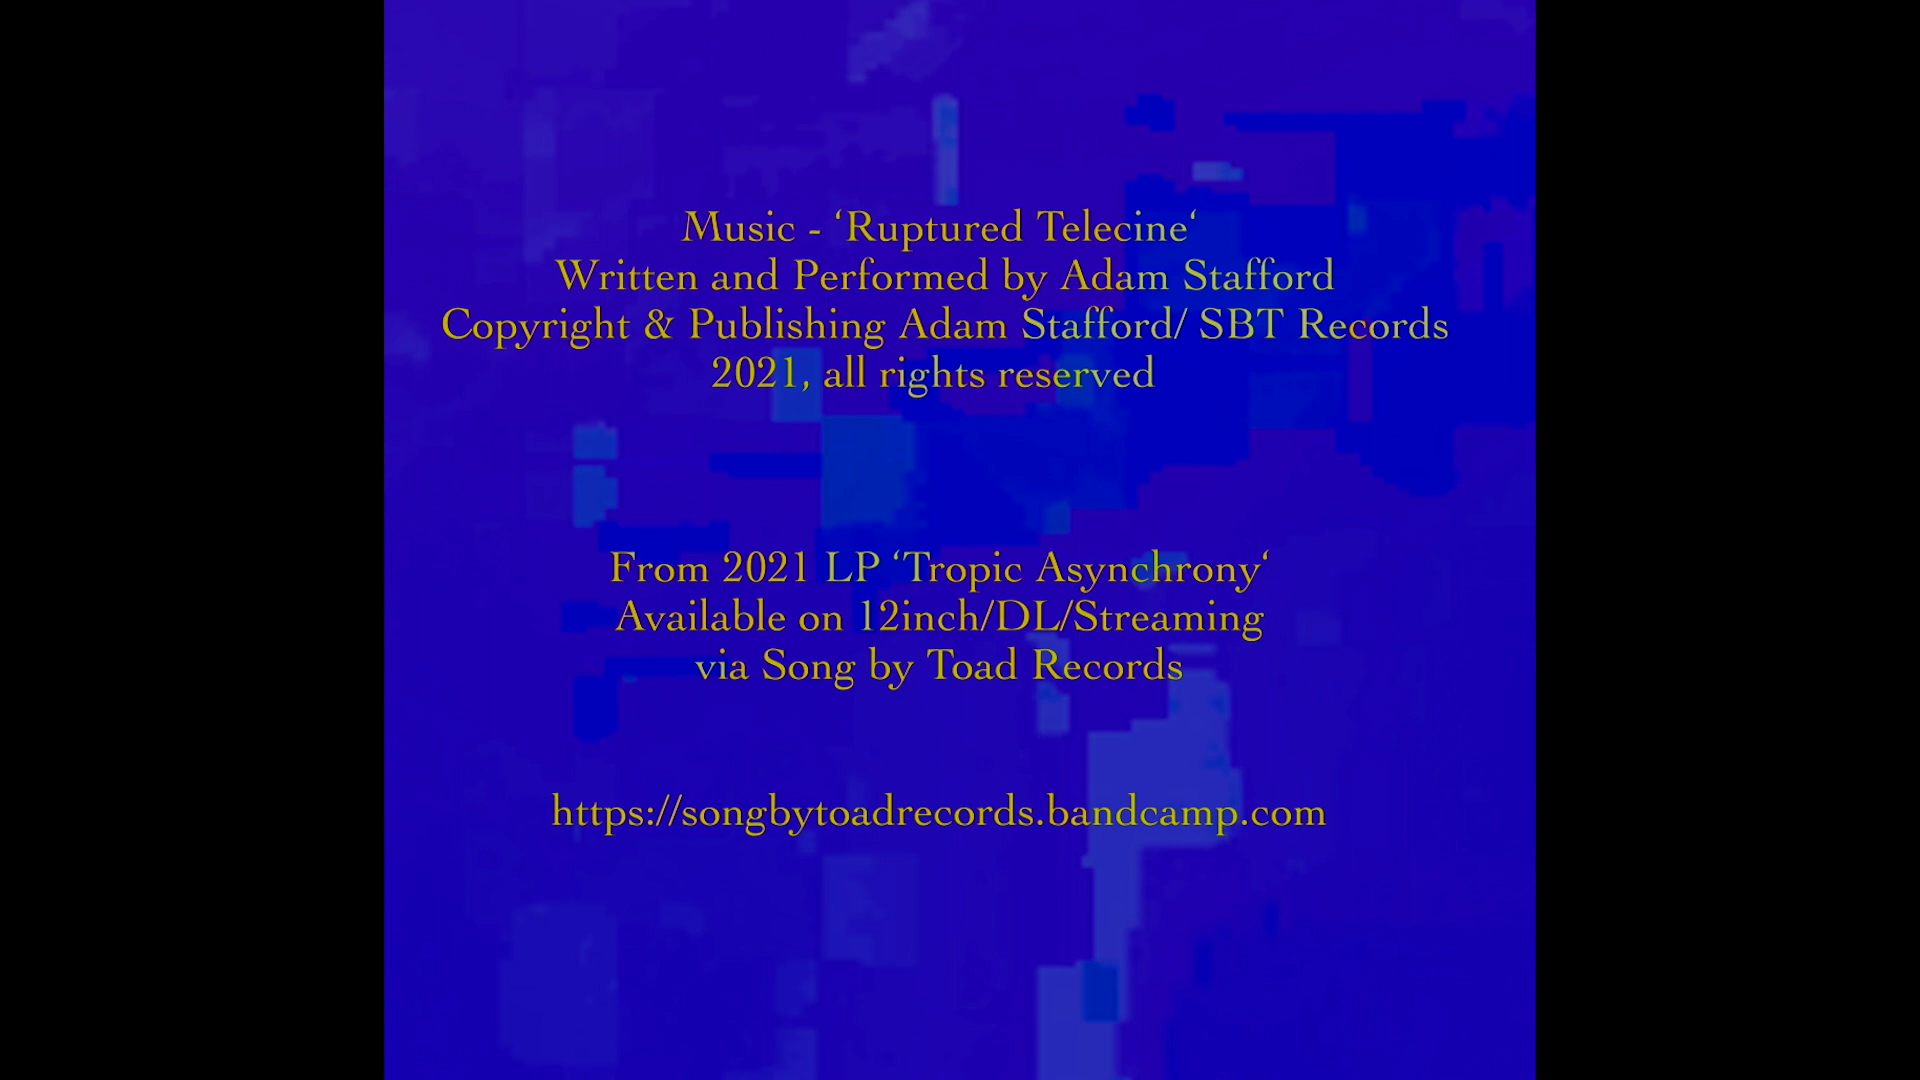 Music - ‘Ruptured Telecine‘
Written and Performed by Adam Stafford
Copyright & Publishing Adam Stafford/ SBT Records
2021, all rights reserved
From 2021 LP ‘Tropic Asynchrony‘
Available on 12inch/DL/Streaming
via Song by Toad Records
https://songbytoadrecords.bandcamp.com